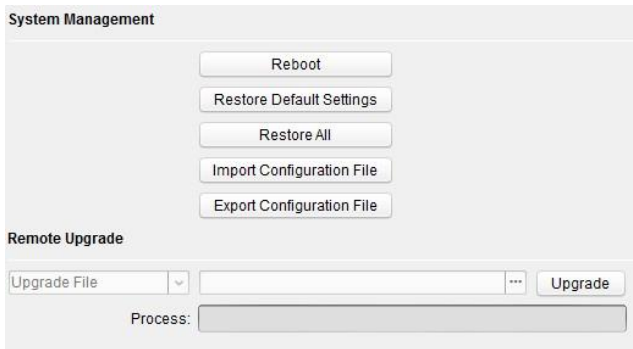 System Management
Reboot
Restore Default Settings
Restore All
Import Configuration File
Export Configuration File
Remote Upgrade
Upgrade File ... Upgrade
Process: